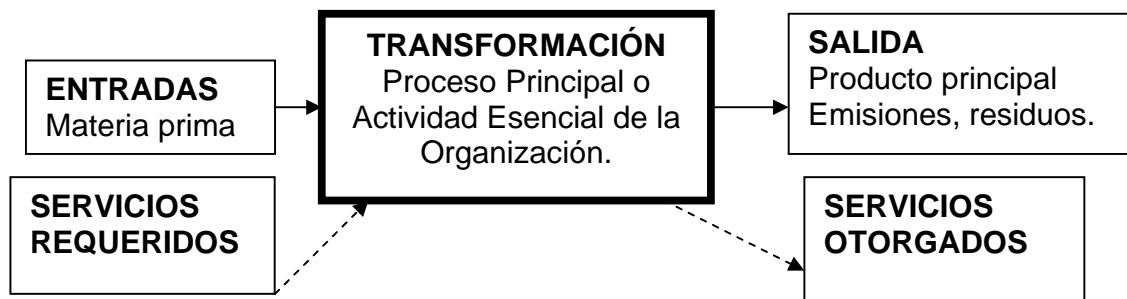 ENTRADAS
Materia prima
SERVICIOS
REQUERIDOS
TRANSFORMACIÓN
Proceso Principal o
Actividad Esencial de la
Organización.
SALIDA
Producto principal
Emisiones, residuos.
SERVICIOS
OTORGADOS